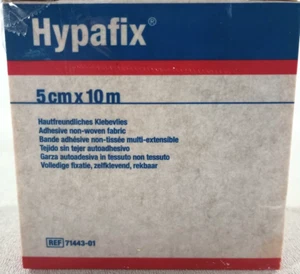 Hypafix®
5 cm x 10 m
Hautfreundliches Klebevlies
Adhesive non-woven fabric
Bande adhésive non-tissée multi-extensible
Tejido sin tejer autoadhesivo
Garza autoadesiva in tessuto non tessuto
Volledige fixatie, zelfklevend, rekbaar
REF 71443-01